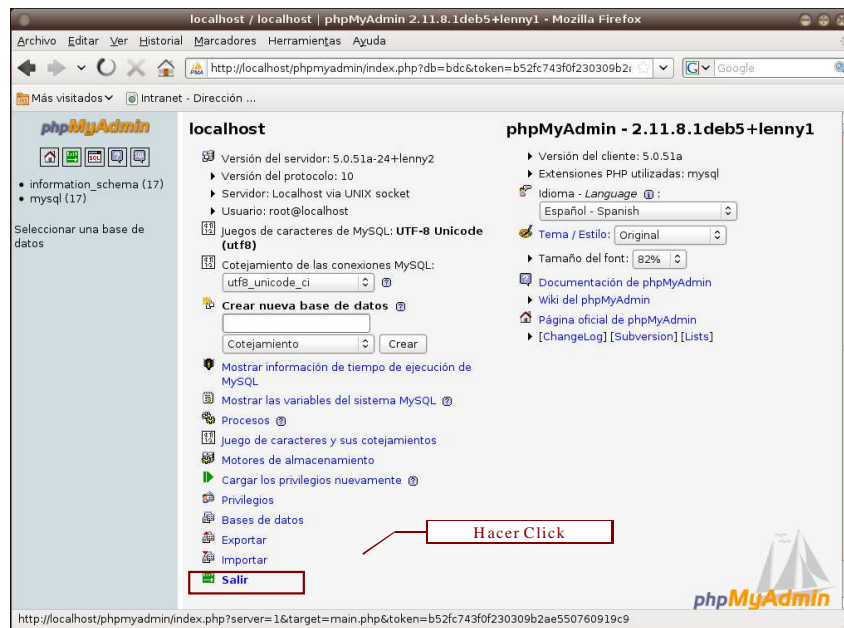 localhost / localhost | phpMyAdmin 2.11.8.1deb5+lenny1 - Mozilla Firefox
Archivo Editar Ver Historial Marcadores Herramientas Ayuda
http://localhost/phpmyadmin/index.php?db=bdc&token=b52fc743f0f230309b2
Google
Más visitados
Intranet - Dirección ...
phpMyAdmin
SQL
information_schema (17)
mysql (17)
Seleccionar una base de
datos
localhost
Versión del servidor: 5.0.51a-24+lenny2
Versión del protocolo: 10
Servidor: Localhost via UNIX socket
Usuario: root@localhost
Juegos de caracteres de MySQL: UTF-8 Unicode
(utf8)
Cotejamiento de las conexiones MySQL:
utf8_unicode_ci
Crear nueva base de datos
Cotejamiento
Crear
Mostrar información de tiempo de ejecución de
MySQL
Mostrar las variables del sistema MySQL
Procesos
Juego de caracteres y sus cotejamientos
Motores de almacenamiento
Cargar los privilegios nuevamente
Privilegios
Bases de datos
Exportar
Importar
Salir
phpMyAdmin - 2.11.8.1deb5+lenny1
Versión del cliente: 5.0.51a
Extensiones PHP utilizadas: mysql
Idioma - Language :
Español - Spanish
Tema / Estilo: Original
Tamaño del font: 82%
Documentación de phpMyAdmin
Wiki del phpMyAdmin
Página oficial de phpMyAdmin
[ChangeLog] [Subversion] [Lists]
Hacer Click
phpMyAdmin
http://localhost/phpmyadmin/index.php?server=1&target=main.php&token=b52fc743f0f230309b2ae550760919c9